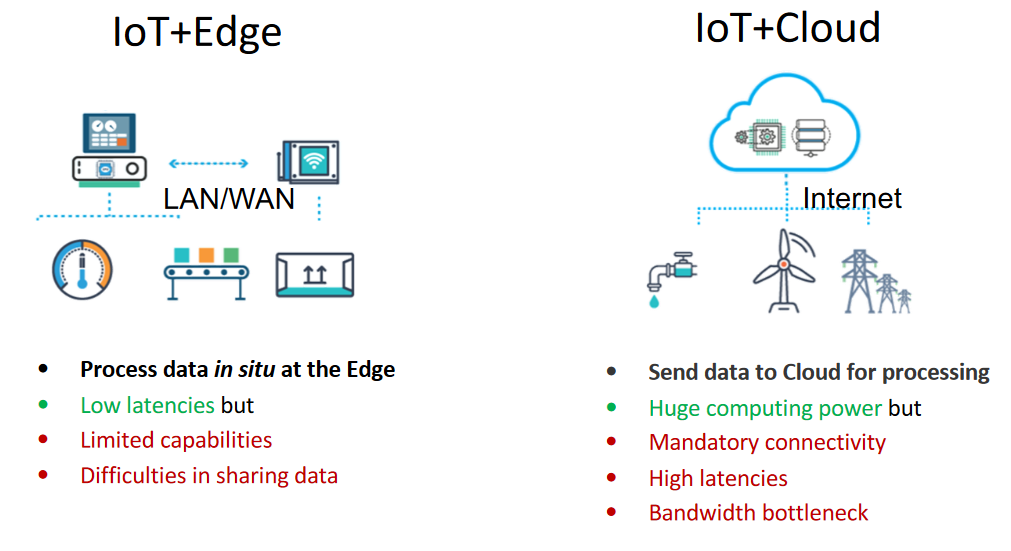 IoT+Edge
LAN/WAN
• Process data in situ at the Edge
• Low latencies but
• Limited capabilities
• Difficulties in sharing data
IoT+Cloud
Internet
• Send data to Cloud for processing
• Huge computing power but
• Mandatory connectivity
• High latencies
• Bandwidth bottleneck